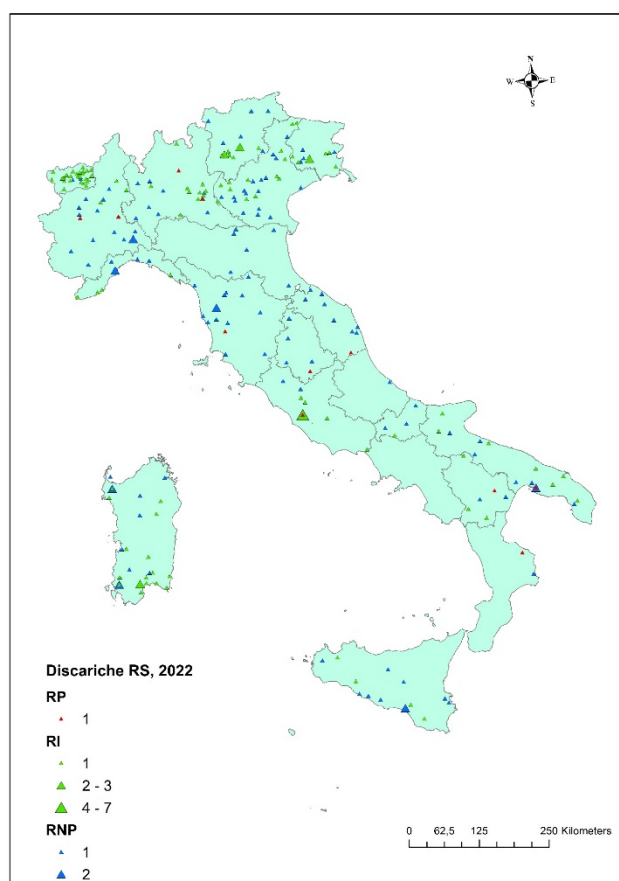 N
W E
S
Discariche RS, 2022
RP
1
RI
1
2 - 3
4 - 7
RNP
1
2
0 62,5 125 250 Kilometers